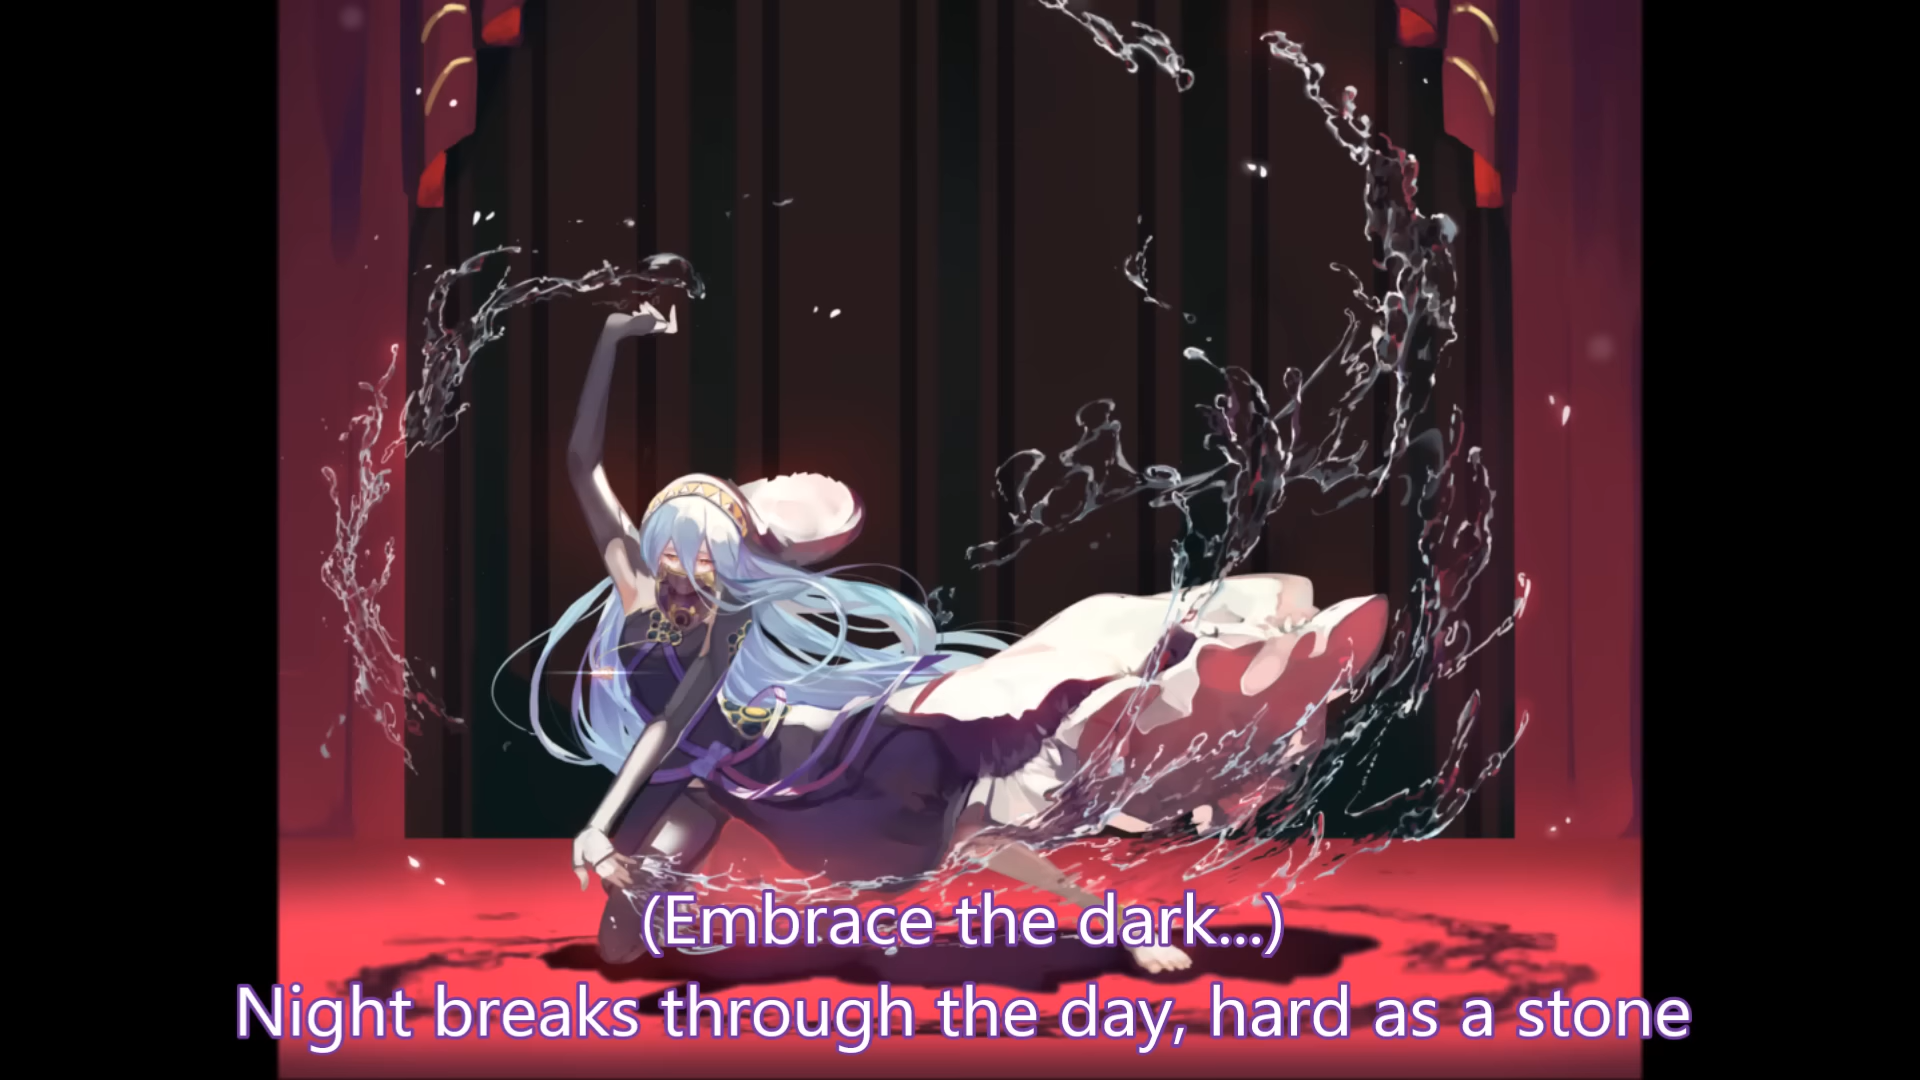 (Embrace the dark...)
Night breaks through the day, hard as a stone